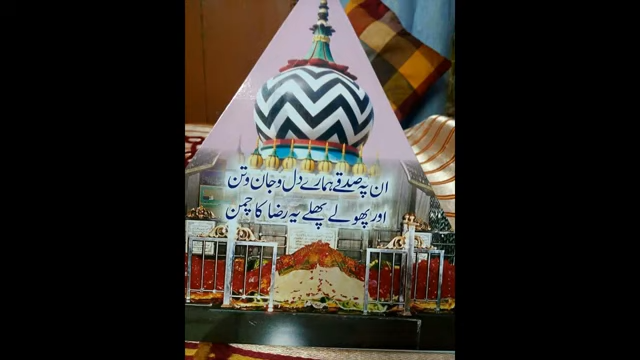 ان پہ صدقے ہمارے دل و جان و تن
اور پھولے پھلے یہ رضا کا چمن